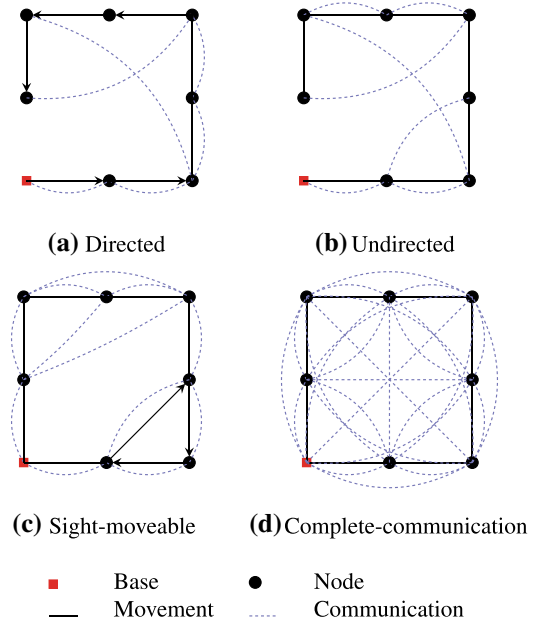 (a) Directed (b) Undirected
(c) Sight-moveable (d) Complete-communication
Base Node
Movement Communication